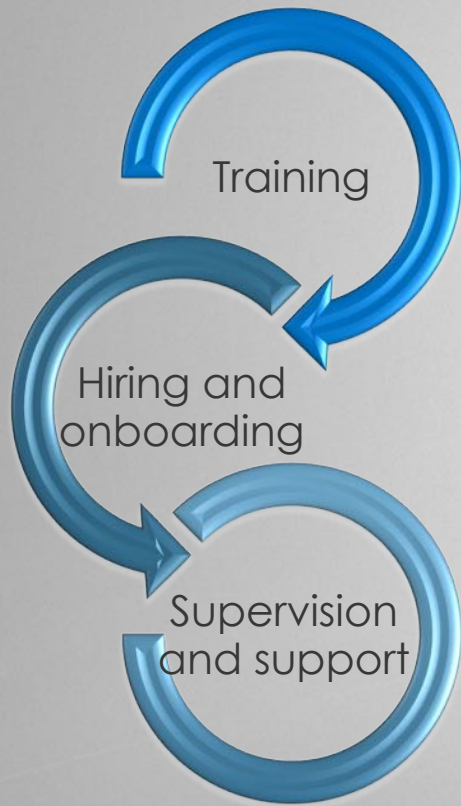 Training
Hiring and
onboarding
Supervision
and support